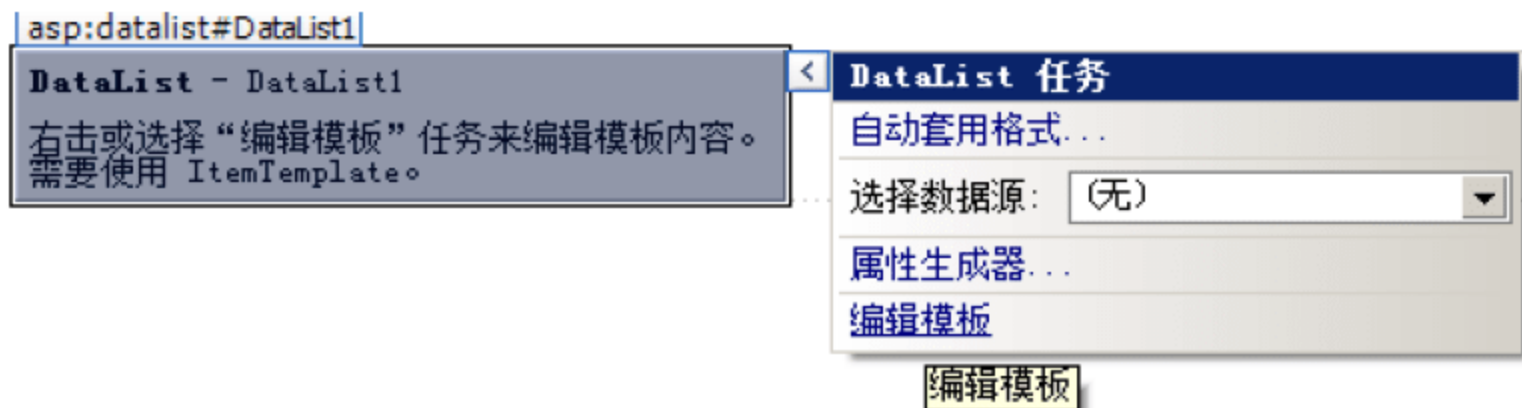 asp:datalist#DataList1
DataList - DataList1
右击或选择“编辑模板”任务来编辑模板内容。
需要使用 ItemTemplate。
<
DataList 任务
自动套用格式...
选择数据源: (无)
属性生成器...
编辑模板
编辑模板